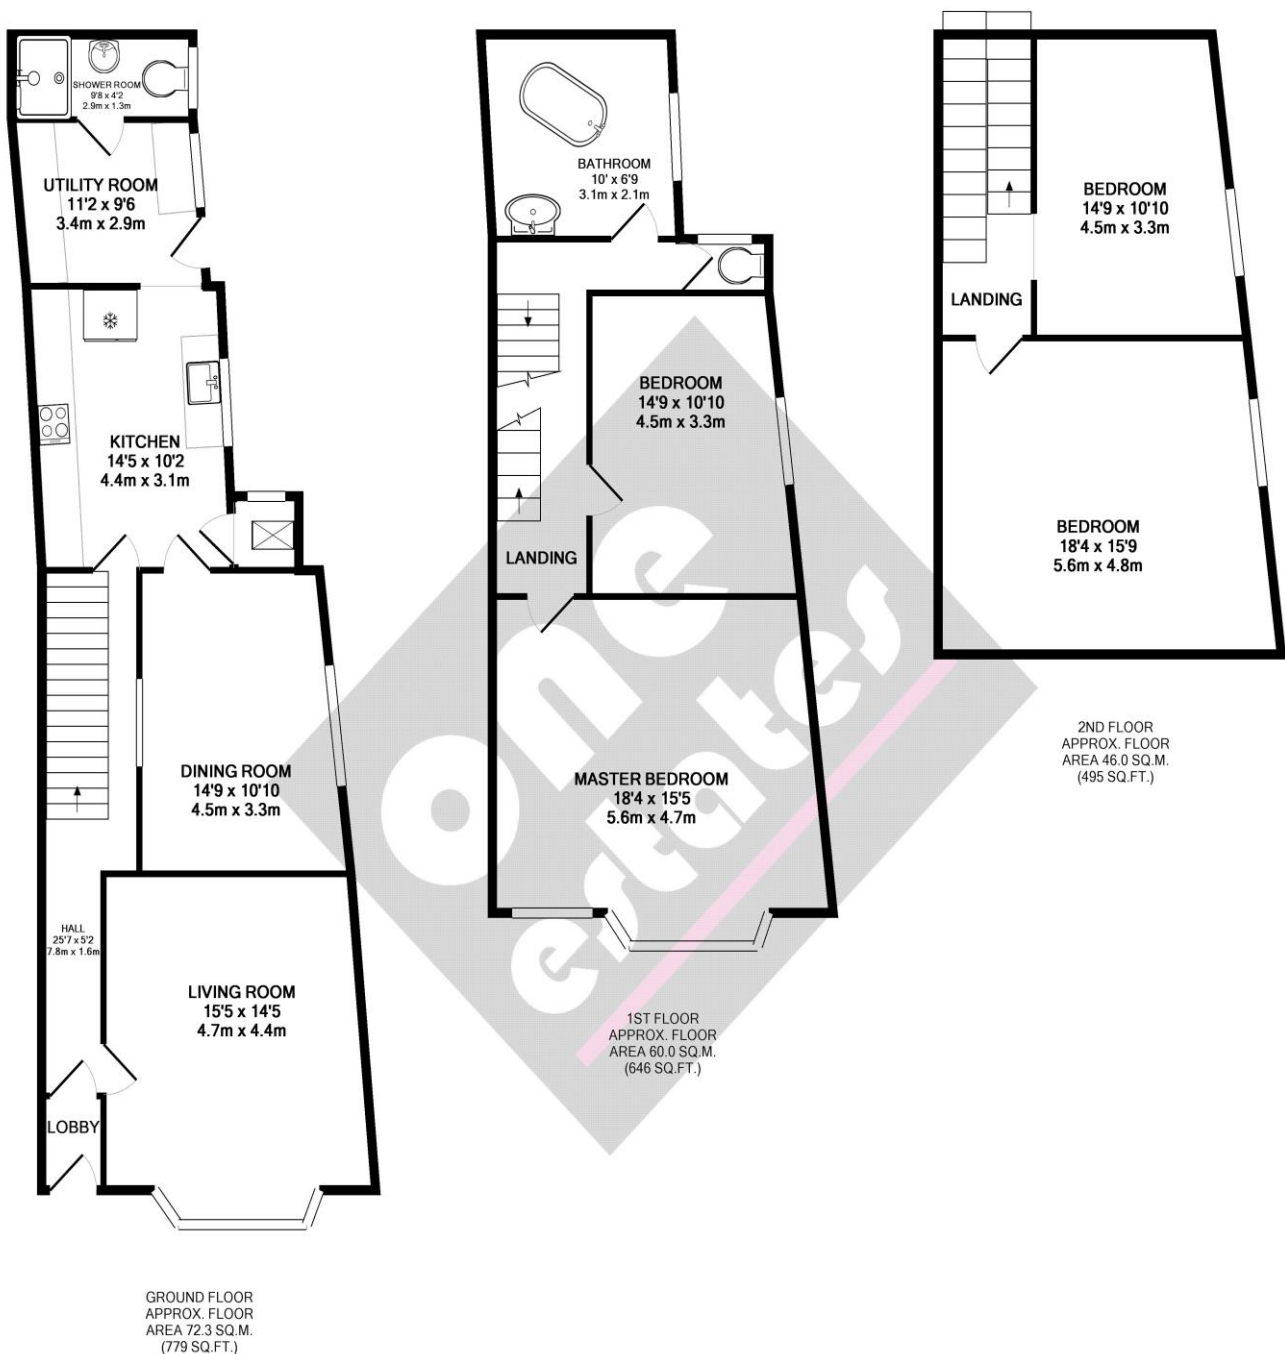 SHOWER ROOM
9'8 x 4'2
2.9m x 1.3m
UTILITY ROOM
11'2 x 9'6
3.4m x 2.9m
KITCHEN
14'5 x 10'2
4.4m x 3.1m
DINING ROOM
14'9 x 10'10
4.5m x 3.3m
HALL
25'7 x 5'2
7.8m x 1.6m
LIVING ROOM
15'5 x 14'5
4.7m x 4.4m
LOBBY
GROUND FLOOR
APPROX. FLOOR
AREA 72.3 SQ.M.
(779 SQ.FT.)
BATHROOM
10' x 6'9
3.1m x 2.1m
BEDROOM
14'9 x 10'10
4.5m x 3.3m
LANDING
MASTER BEDROOM
18'4 x 15'5
5.6m x 4.7m
one
estates
1ST FLOOR
APPROX. FLOOR
AREA 60.0 SQ.M.
(646 SQ.FT.)
BEDROOM
14'9 x 10'10
4.5m x 3.3m
LANDING
BEDROOM
18'4 x 15'9
5.6m x 4.8m
2ND FLOOR
APPROX. FLOOR
AREA 46.0 SQ.M.
(495 SQ.FT.)